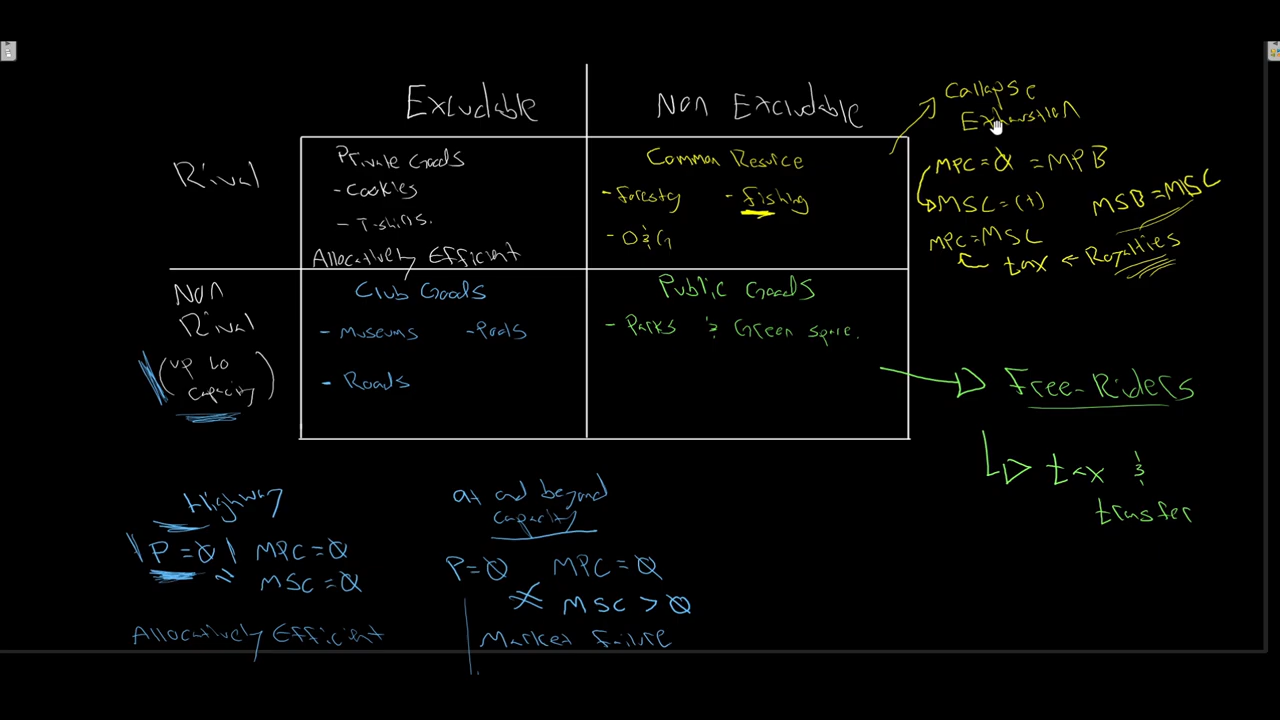 Excludable Non Excludable
Rival
Private Goods
- Cookies
- T-shirts.
Allocatively Efficient
Common Resource
- Forestry - fishing
- O&G
Collapse
Exhaustion
MPC = 0 = MPB
MSC = (+) MSB = MSC
MPC = MSC
tax ← Royalties
Non
Rival
(up to
capacity)
Club Goods
- Museums - Pools
- Roads
Public Goods
- Parks & Green space.
Free-Riders
tax &
transfer
Highway
P = 0 MPC = 0
MSC = 0
Allocatively Efficient
at and beyond
capacity
P = 0 MPC = 0
MSC > 0
Market Failure